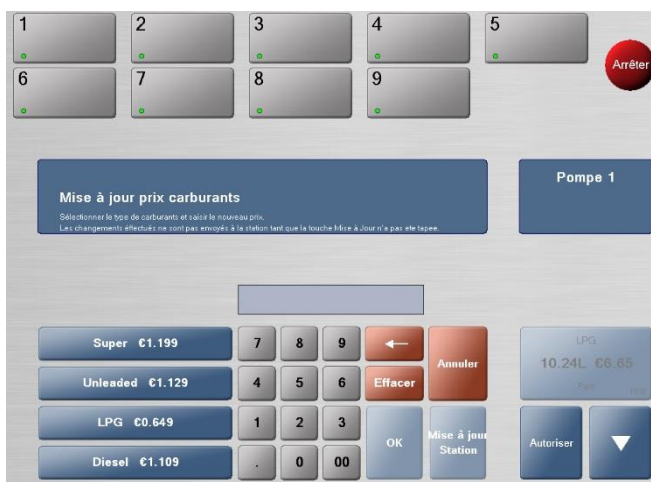 1
2
3
4
5
Arrêter
6
7
8
9
Mise à jour prix carburants
Sélectionner le type de carburants et saisir le nouveau prix.
Les changements éffectués ne sont pas envoyés à la station tant que la touche Mise à Jour n'a pas ete tapee.
Pompe 1
Super €1.199
Unleaded €1.129
LPG €0.649
Diesel €1.109
7 8 9
4 5 6
1 2 3
. 0 00
←
Annuler
Effacer
OK
Mise à jour
Station
LPG
10.24L €6.65
Autoriser